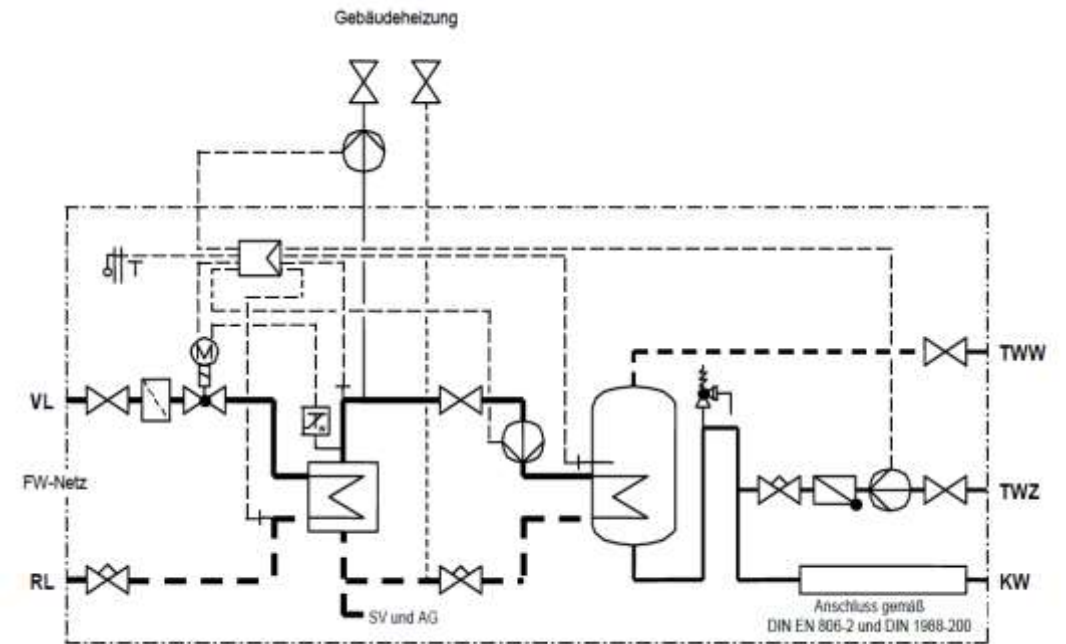 Gebäudeheizung
T
M
TWW
VL
FW-Netz
TWZ
RL
KW
SV und AG
Anschluss gemäß
DIN EN 806-2 und DIN 1988-200